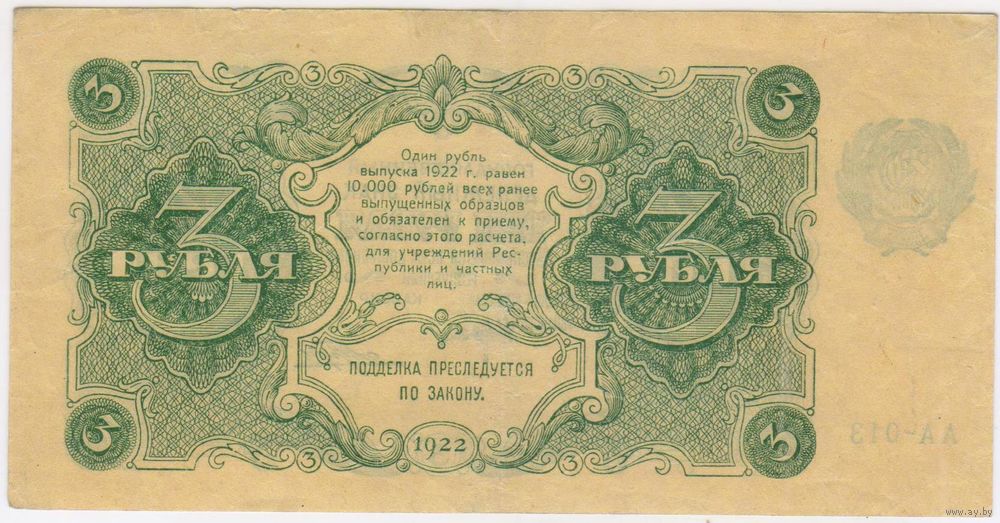 3 3 3 3
Один рубль
выпуска 1922 г. равен
10.000 рублей всех ранее
выпущенных образцов
и обязателен к приему,
согласно этого расчета,
для учреждений Рес-
публики и частных
лиц.
3 РУБЛЯ
3 РУБЛЯ
ПОДДЕЛКА ПРЕСЛЕДУЕТСЯ
ПО ЗАКОНУ.
АА-013
3 1922 3
3 3
www.ay.by